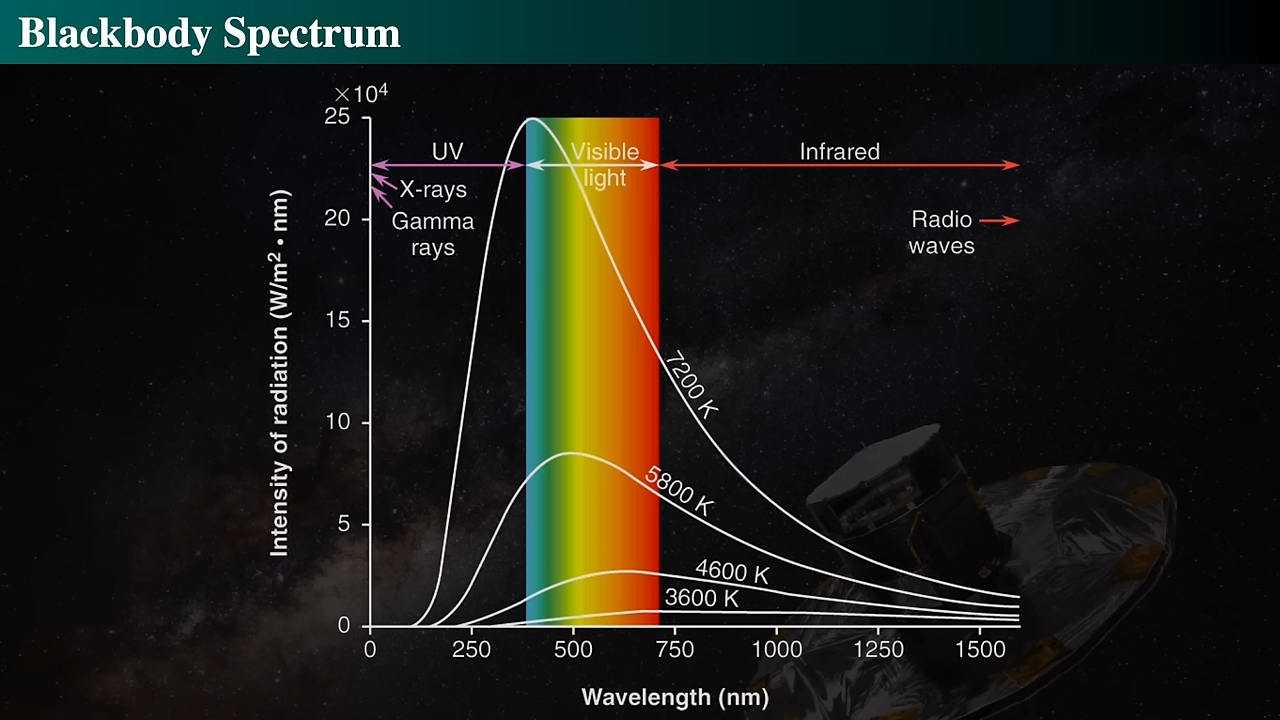 Blackbody Spectrum
×10⁴
25
20
15
10
5
0
Intensity of radiation (W/m² • nm)
UV
Visible
light
Infrared
X-rays
Gamma
rays
Radio
waves
7200 K
5800 K
4600 K
3600 K
0 250 500 750 1000 1250 1500
Wavelength (nm)